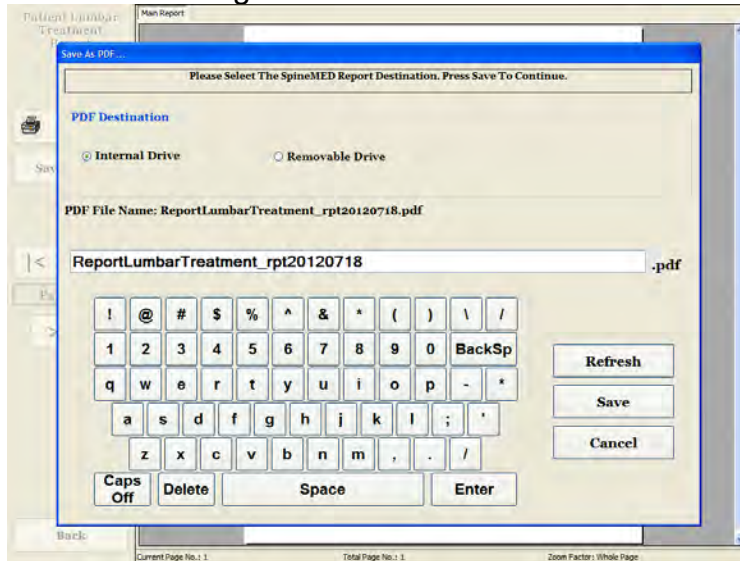 Patient Lumbar
Treatment
Main Report
Save As PDF ...
Please Select The SpineMED Report Destination. Press Save To Continue.
PDF Destination
Internal Drive
Removable Drive
PDF File Name: ReportLumbarTreatment_rpt20120718.pdf
ReportLumbarTreatment_rpt20120718 .pdf
! @ # $ % ^ & * ( ) \ /
1 2 3 4 5 6 7 8 9 0 BackSp
q w e r t y u i o p - *
a s d f g h j k l ; '
z x c v b n m , . /
Caps Off Delete Space Enter
Refresh
Save
Cancel
|<
>
Back
Current Page No.: 1 Total Page No.: 1 Zoom Factor: Whole Page